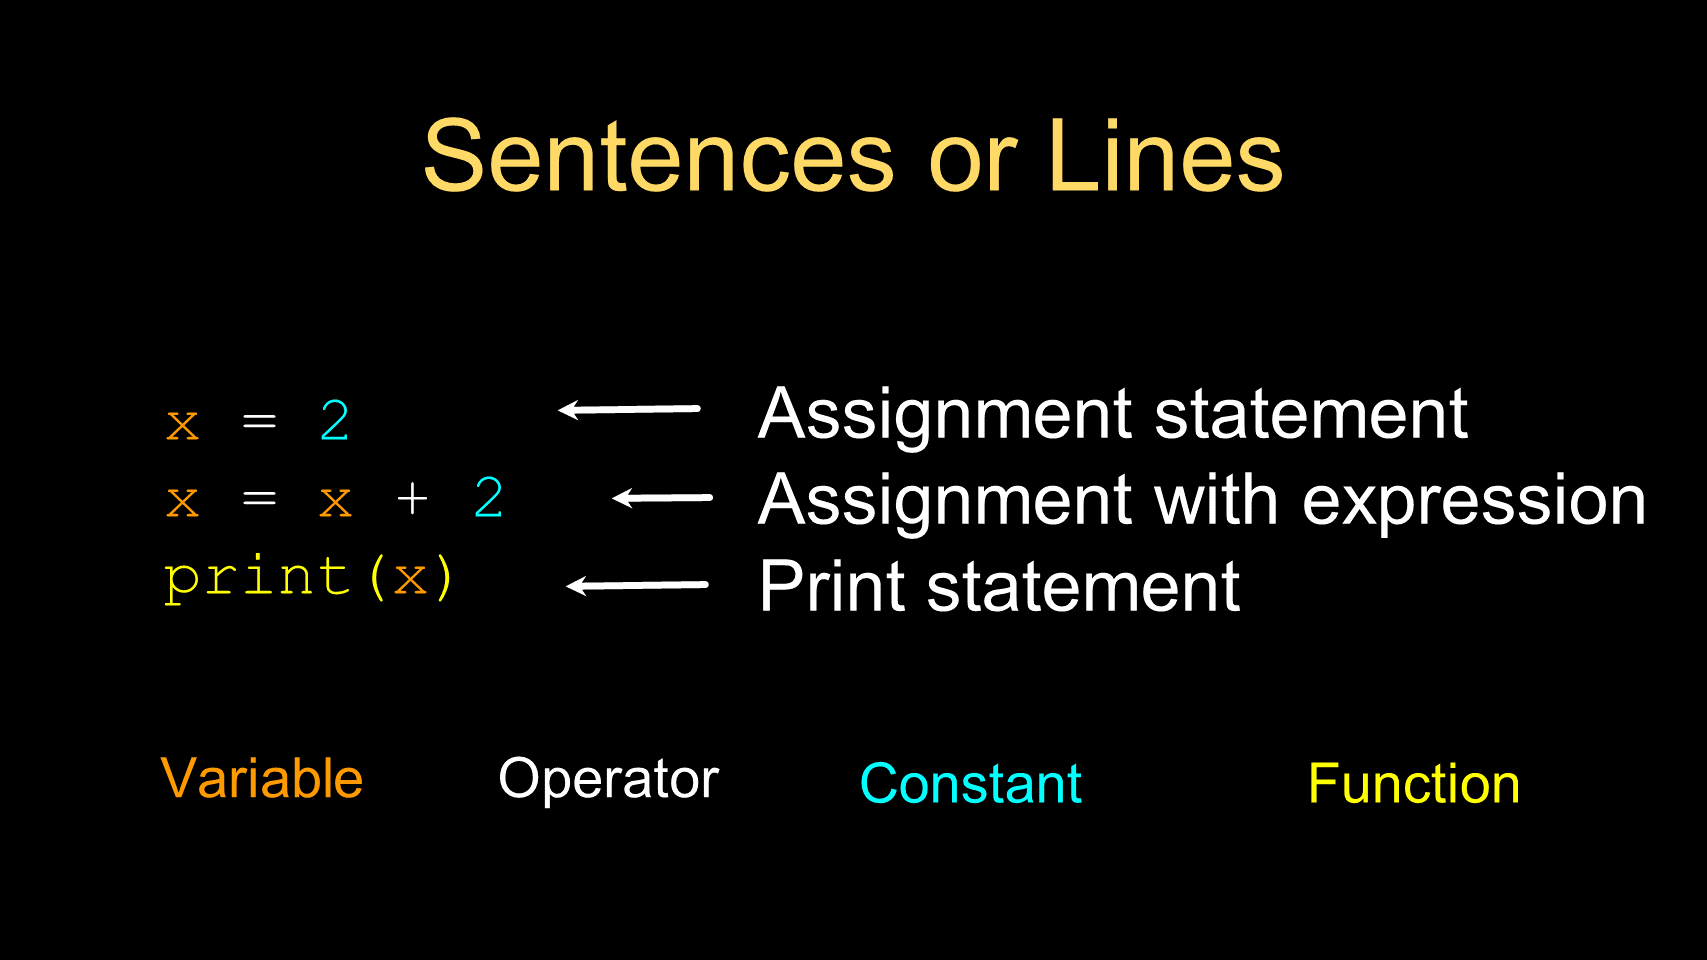 Sentences or Lines
x = 2
Assignment statement
x = x + 2
Assignment with expression
print(x)
Print statement
Variable
Operator
Constant
Function